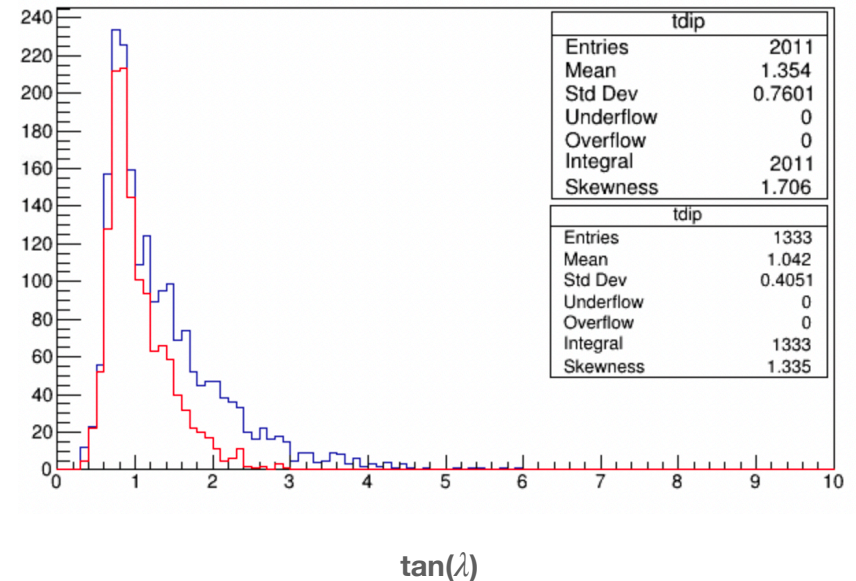 240
220
200
180
160
140
120
100
80
60
40
20
0
0 1 2 3 4 5 6 7 8 9 10
tdip
Entries 2011
Mean 1.354
Std Dev 0.7601
Underflow 0
Overflow 0
Integral 2011
Skewness 1.706
tdip
Entries 1333
Mean 1.042
Std Dev 0.4051
Underflow 0
Overflow 0
Integral 1333
Skewness 1.335
tan(λ)